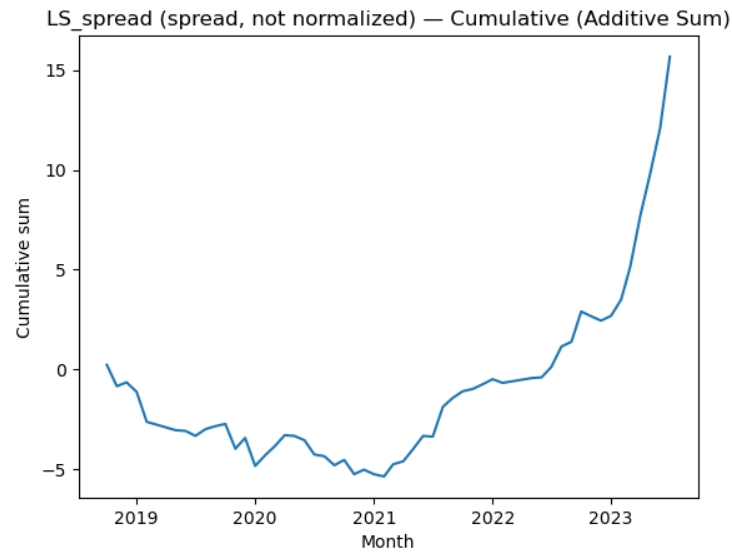 LS_spread (spread, not normalized) — Cumulative (Additive Sum)
15
10
5
0
−5
Cumulative sum
2019 2020 2021 2022 2023
Month